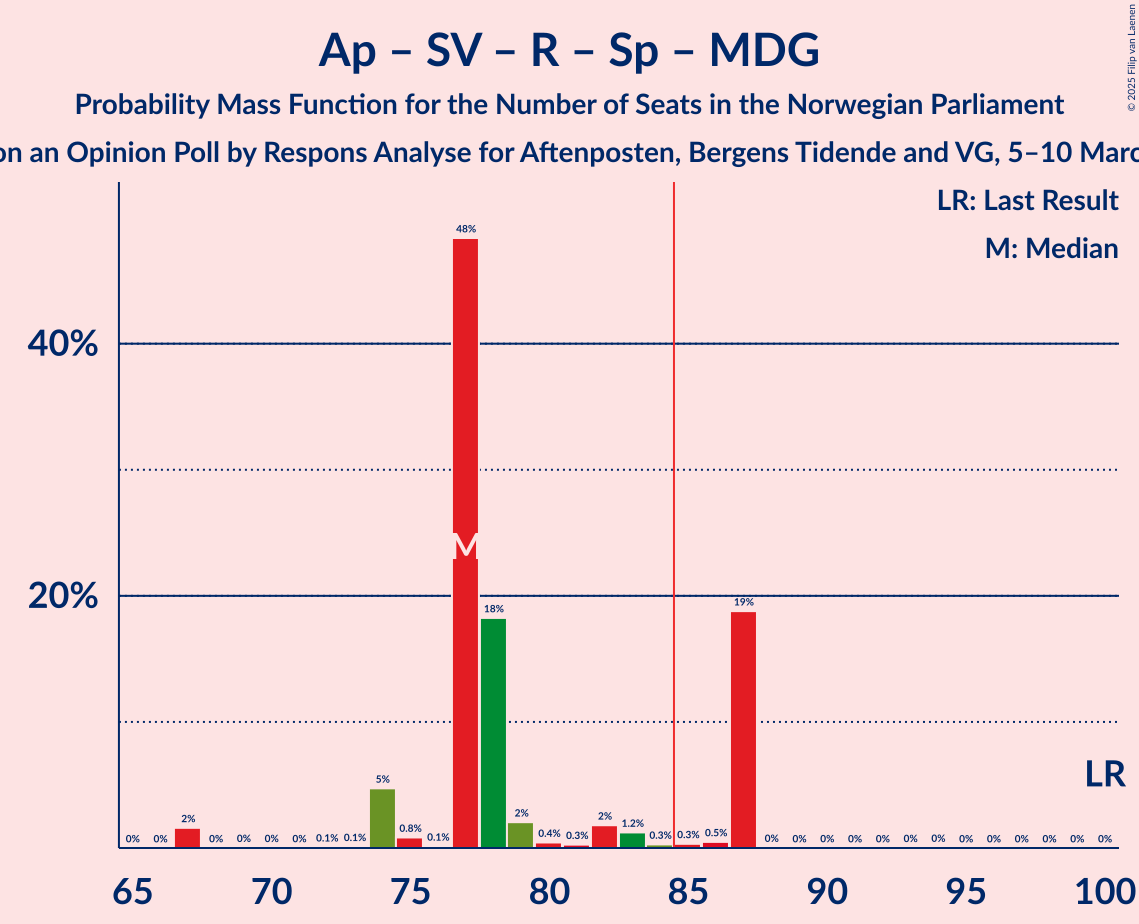 Ap – SV – R – Sp – MDG
Probability Mass Function for the Number of Seats in the Norwegian Parliament
on an Opinion Poll by Respons Analyse for Aftenposten, Bergens Tidende and VG, 5–10 Marc
© 2025 Filip van Laenen
LR: Last Result
M: Median
48%
40%
M
20%
18%
19%
LR
5%
2%
0% 0% 0% 0% 0% 0% 0.1% 0.1% 0.8% 0.1% 2% 0.4% 0.3% 2% 1.2% 0.3% 0.3% 0.5% 0% 0% 0% 0% 0% 0% 0% 0% 0% 0% 0% 0% 0%
65 70 75 80 85 90 95 100